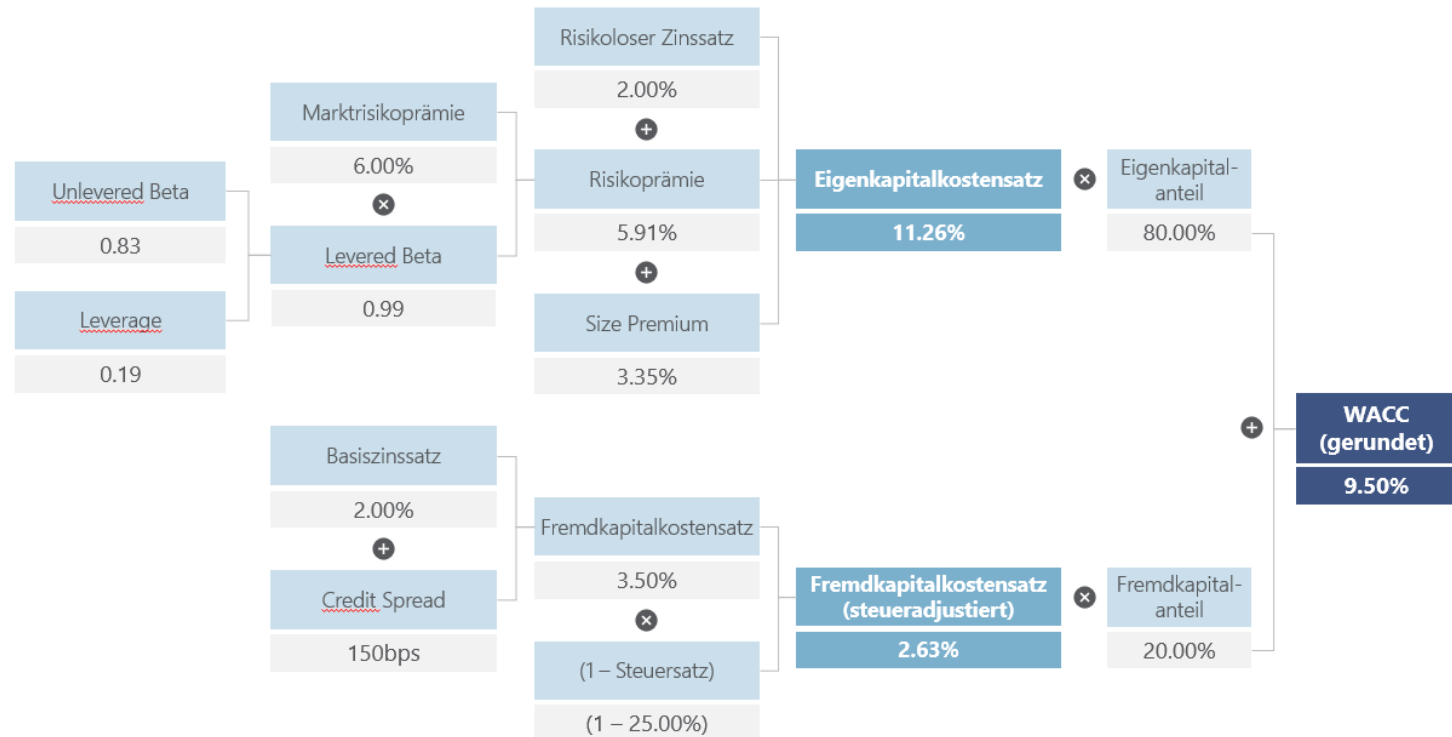 Risikoloser Zinssatz
2.00%
+
Marktrisikoprämie
6.00%
×
Risikoprämie
5.91%
+
Eigenkapitalkostensatz
11.26%
×
Eigenkapital-
anteil
80.00%
Unlevered Beta
0.83
Levered Beta
0.99
Leverage
0.19
Size Premium
3.35%
+
WACC
(gerundet)
9.50%
Basiszinssatz
2.00%
+
Credit Spread
150bps
Fremdkapitalkostensatz
3.50%
×
(1 – Steuersatz)
(1 – 25.00%)
Fremdkapitalkostensatz
(steueradjustiert)
2.63%
×
Fremdkapital-
anteil
20.00%